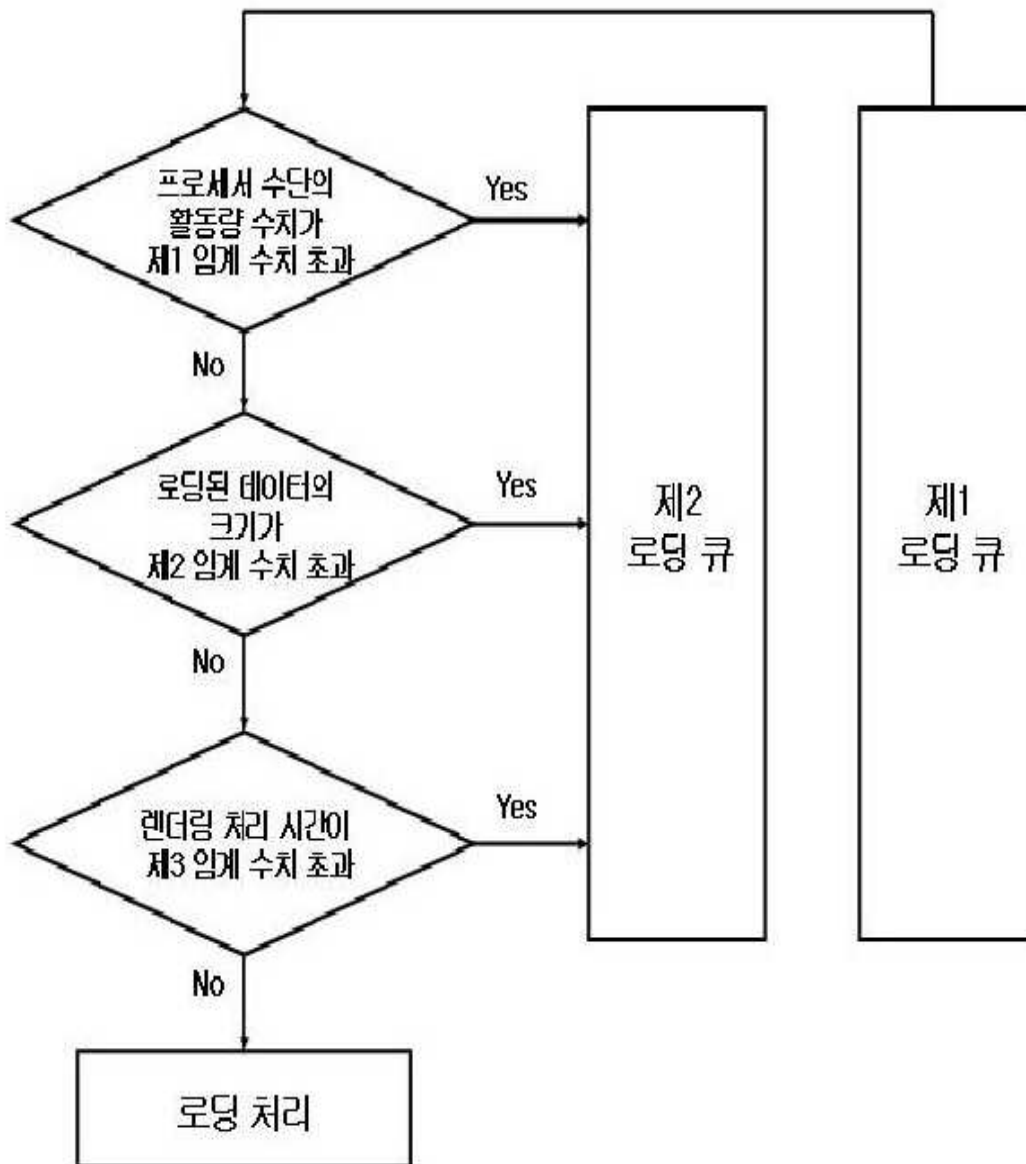 프로세서 수단의
활동량 수치가
제1 임계 수치 초과
Yes
No
로딩된 데이터의
크기가
제2 임계 수치 초과
Yes
No
렌더링 처리 시간이
제3 임계 수치 초과
Yes
No
로딩 처리
제2
로딩 큐
제1
로딩 큐